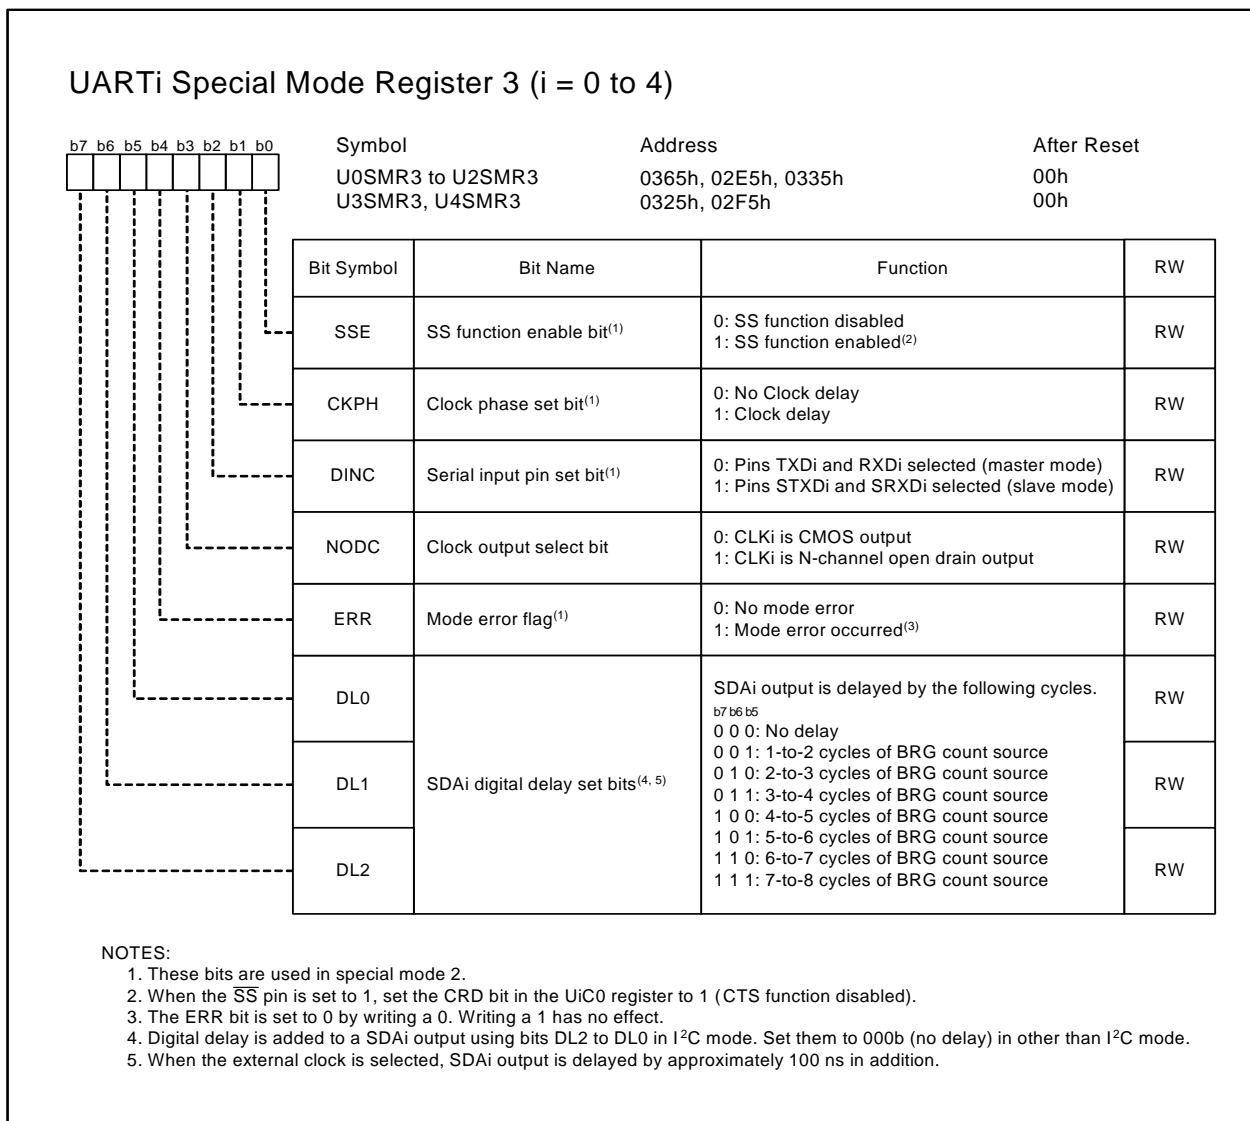 UARTi Special Mode Register 3 (i = 0 to 4)
b7 b6 b5 b4 b3 b2 b1 b0
Symbol Address After Reset
U0SMR3 to U2SMR3 0365h, 02E5h, 0335h 00h
U3SMR3, U4SMR3 0325h, 02F5h 00h
Bit Symbol Bit Name Function RW
SSE SS function enable bit(1) 0: SS function disabled RW
1: SS function enabled(2)
CKPH Clock phase set bit(1) 0: No Clock delay RW
1: Clock delay
DINC Serial input pin set bit(1) 0: Pins TXDi and RXDi selected (master mode) RW
1: Pins STXDi and SRXDi selected (slave mode)
NODC Clock output select bit 0: CLKi is CMOS output RW
1: CLKi is N-channel open drain output
ERR Mode error flag(1) 0: No mode error RW
1: Mode error occurred(3)
DL0 SDAi output is delayed by the following cycles. RW
b7 b6 b5
0 0 0: No delay
0 0 1: 1-to-2 cycles of BRG count source
0 1 0: 2-to-3 cycles of BRG count source
DL1 SDAi digital delay set bits(4, 5) RW
0 1 1: 3-to-4 cycles of BRG count source
1 0 0: 4-to-5 cycles of BRG count source
1 0 1: 5-to-6 cycles of BRG count source
1 1 0: 6-to-7 cycles of BRG count source
DL2 RW
1 1 1: 7-to-8 cycles of BRG count source
NOTES:
1. These bits are used in special mode 2.
2. When the S̅S̅ pin is set to 1, set the CRD bit in the UiC0 register to 1 (CTS function disabled).
3. The ERR bit is set to 0 by writing a 0. Writing a 1 has no effect.
4. Digital delay is added to a SDAi output using bits DL2 to DL0 in I²C mode. Set them to 000b (no delay) in other than I²C mode.
5. When the external clock is selected, SDAi output is delayed by approximately 100 ns in addition.